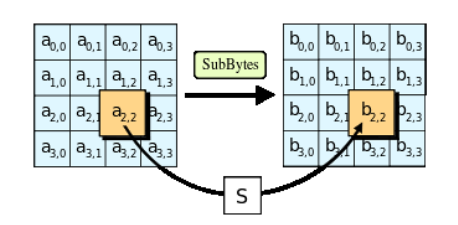 a0,0 a0,1 a0,2 a0,3 b0,0 b0,1 b0,2 b0,3
SubBytes
a1,0 a1,1 a1,2 a1,3 b1,0 b1,1 b1,2 b1,3
a2,0 a2,1 a2,2 a2,3 b2,0 b2,1 b2,2 b2,3
a3,0 a3,1 a3,2 a3,3 b3,0 b3,1 b3,2 b3,3
S